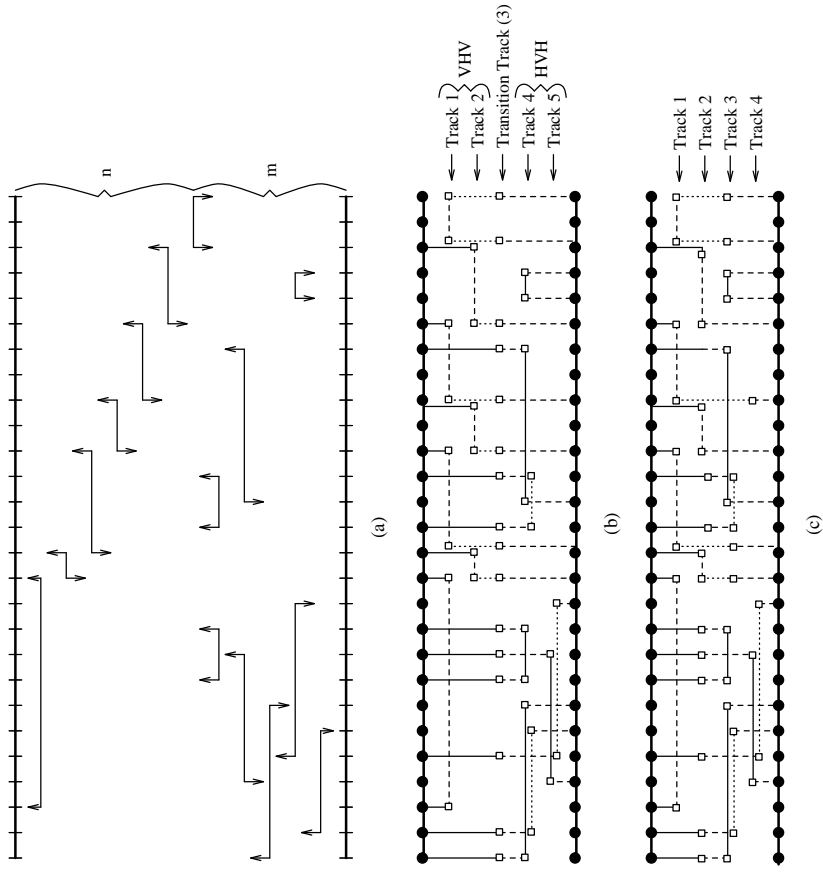 n
m
(a)
VHV
HVH
Track 1
Track 2
Transition Track (3)
Track 4
Track 5
(b)
Track 1
Track 2
Track 3
Track 4
(c)